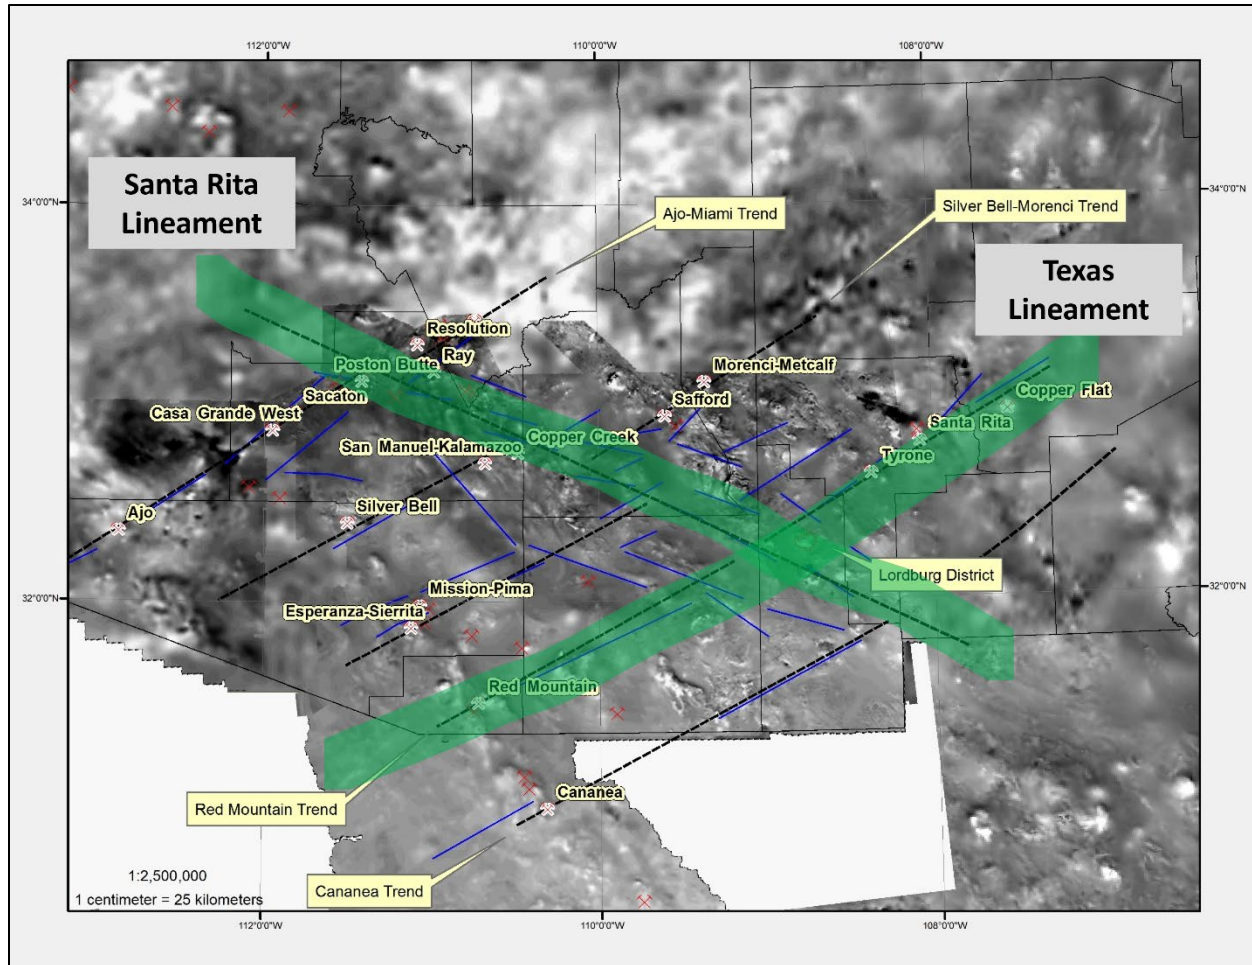 112°0'0"W
110°0'0"W
108°0'0"W
34°0'0"N
34°0'0"N
Santa Rita
Lineament
Ajo-Miami Trend
Silver Bell-Morenci Trend
Texas
Lineament
Resolution
Ray
Poston Butte
Morenci-Metcalf
Sacaton
Safford
Copper Flat
Casa Grande West
Santa Rita
Copper Creek
San Manuel-Kalamazoo
Tyrone
Ajo
Silver Bell
Lordburg District
32°0'0"N
32°0'0"N
Mission-Pima
Esperanza-Sierrita
Red Mountain
Red Mountain Trend
Cananea
Cananea Trend
1:2,500,000
1 centimeter = 25 kilometers
112°0'0"W
110°0'0"W
108°0'0"W